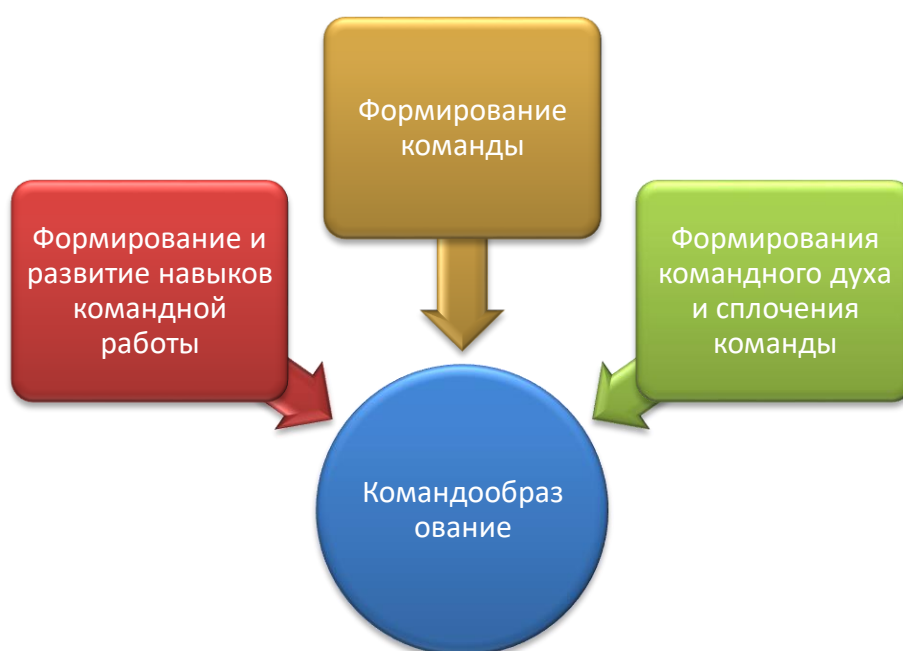 Формирование
команды
Формирование и
развитие навыков
командной
работы
Формирования
командного духа
и сплочения
команды
Командообраз
ование